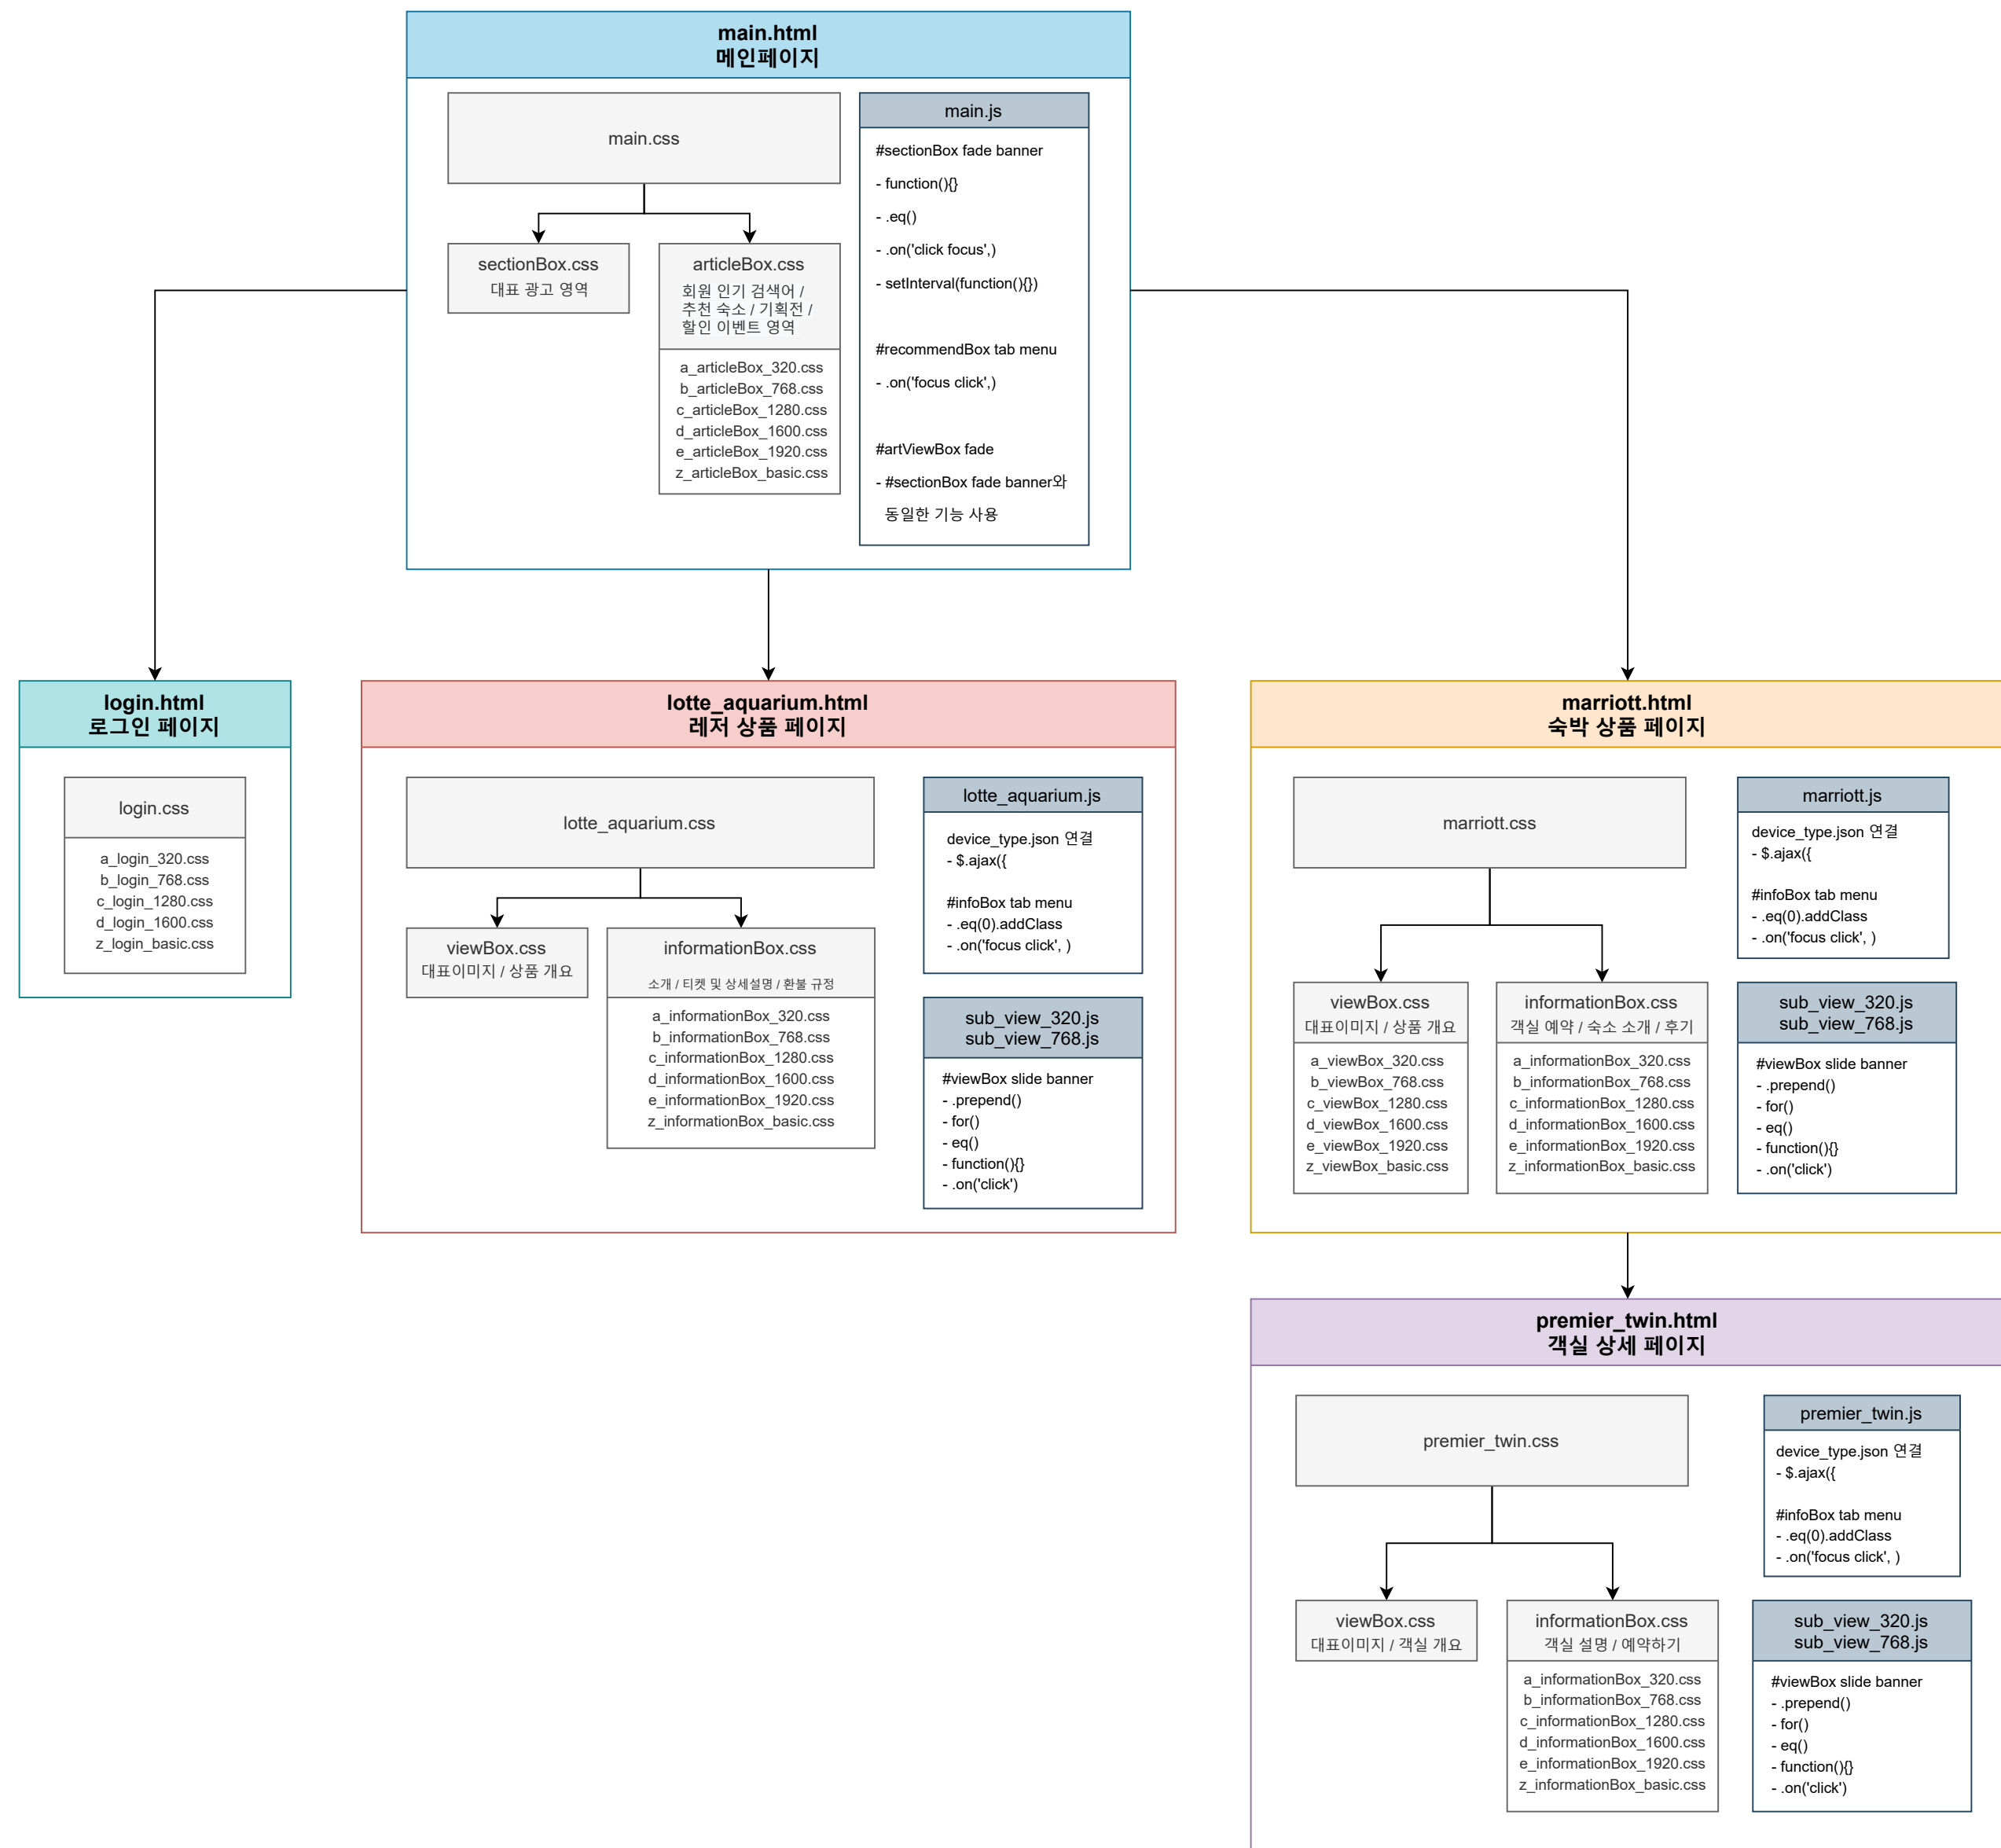 main.html
메인페이지
main.css
sectionBox.css
대표 광고 영역
articleBox.css
회원 인기 검색어 /
추천 숙소 / 기획전 /
할인 이벤트 영역
a_articleBox_320.css
b_articleBox_768.css
c_articleBox_1280.css
d_articleBox_1600.css
e_articleBox_1920.css
z_articleBox_basic.css
main.js
#sectionBox fade banner
- function(){}
- .eq()
- .on('click focus',)
- setInterval(function(){})
#recommendBox tab menu
- .on('focus click',)
#artViewBox fade
- #sectionBox fade banner와
동일한 기능 사용
login.html
로그인 페이지
login.css
a_login_320.css
b_login_768.css
c_login_1280.css
d_login_1600.css
z_login_basic.css
lotte_aquarium.html
레저 상품 페이지
lotte_aquarium.css
viewBox.css
대표이미지 / 상품 개요
informationBox.css
소개 / 티켓 및 상세설명 / 환불 규정
a_informationBox_320.css
b_informationBox_768.css
c_informationBox_1280.css
d_informationBox_1600.css
e_informationBox_1920.css
z_informationBox_basic.css
lotte_aquarium.js
device_type.json 연결
- $.ajax({
#infoBox tab menu
- .eq(0).addClass
- .on('focus click', )
sub_view_320.js
sub_view_768.js
#viewBox slide banner
- .prepend()
- for()
- eq()
- function(){}
- .on('click')
marriott.html
숙박 상품 페이지
marriott.css
viewBox.css
대표이미지 / 상품 개요
a_viewBox_320.css
b_viewBox_768.css
c_viewBox_1280.css
d_viewBox_1600.css
e_viewBox_1920.css
z_viewBox_basic.css
informationBox.css
객실 예약 / 숙소 소개 / 후기
a_informationBox_320.css
b_informationBox_768.css
c_informationBox_1280.css
d_informationBox_1600.css
e_informationBox_1920.css
z_informationBox_basic.css
marriott.js
device_type.json 연결
- $.ajax({
#infoBox tab menu
- .eq(0).addClass
- .on('focus click', )
sub_view_320.js
sub_view_768.js
#viewBox slide banner
- .prepend()
- for()
- eq()
- function(){}
- .on('click')
premier_twin.html
객실 상세 페이지
premier_twin.css
viewBox.css
대표이미지 / 객실 개요
informationBox.css
객실 설명 / 예약하기
a_informationBox_320.css
b_informationBox_768.css
c_informationBox_1280.css
d_informationBox_1600.css
e_informationBox_1920.css
z_informationBox_basic.css
premier_twin.js
device_type.json 연결
- $.ajax({
#infoBox tab menu
- .eq(0).addClass
- .on('focus click', )
sub_view_320.js
sub_view_768.js
#viewBox slide banner
- .prepend()
- for()
- eq()
- function(){}
- .on('click')